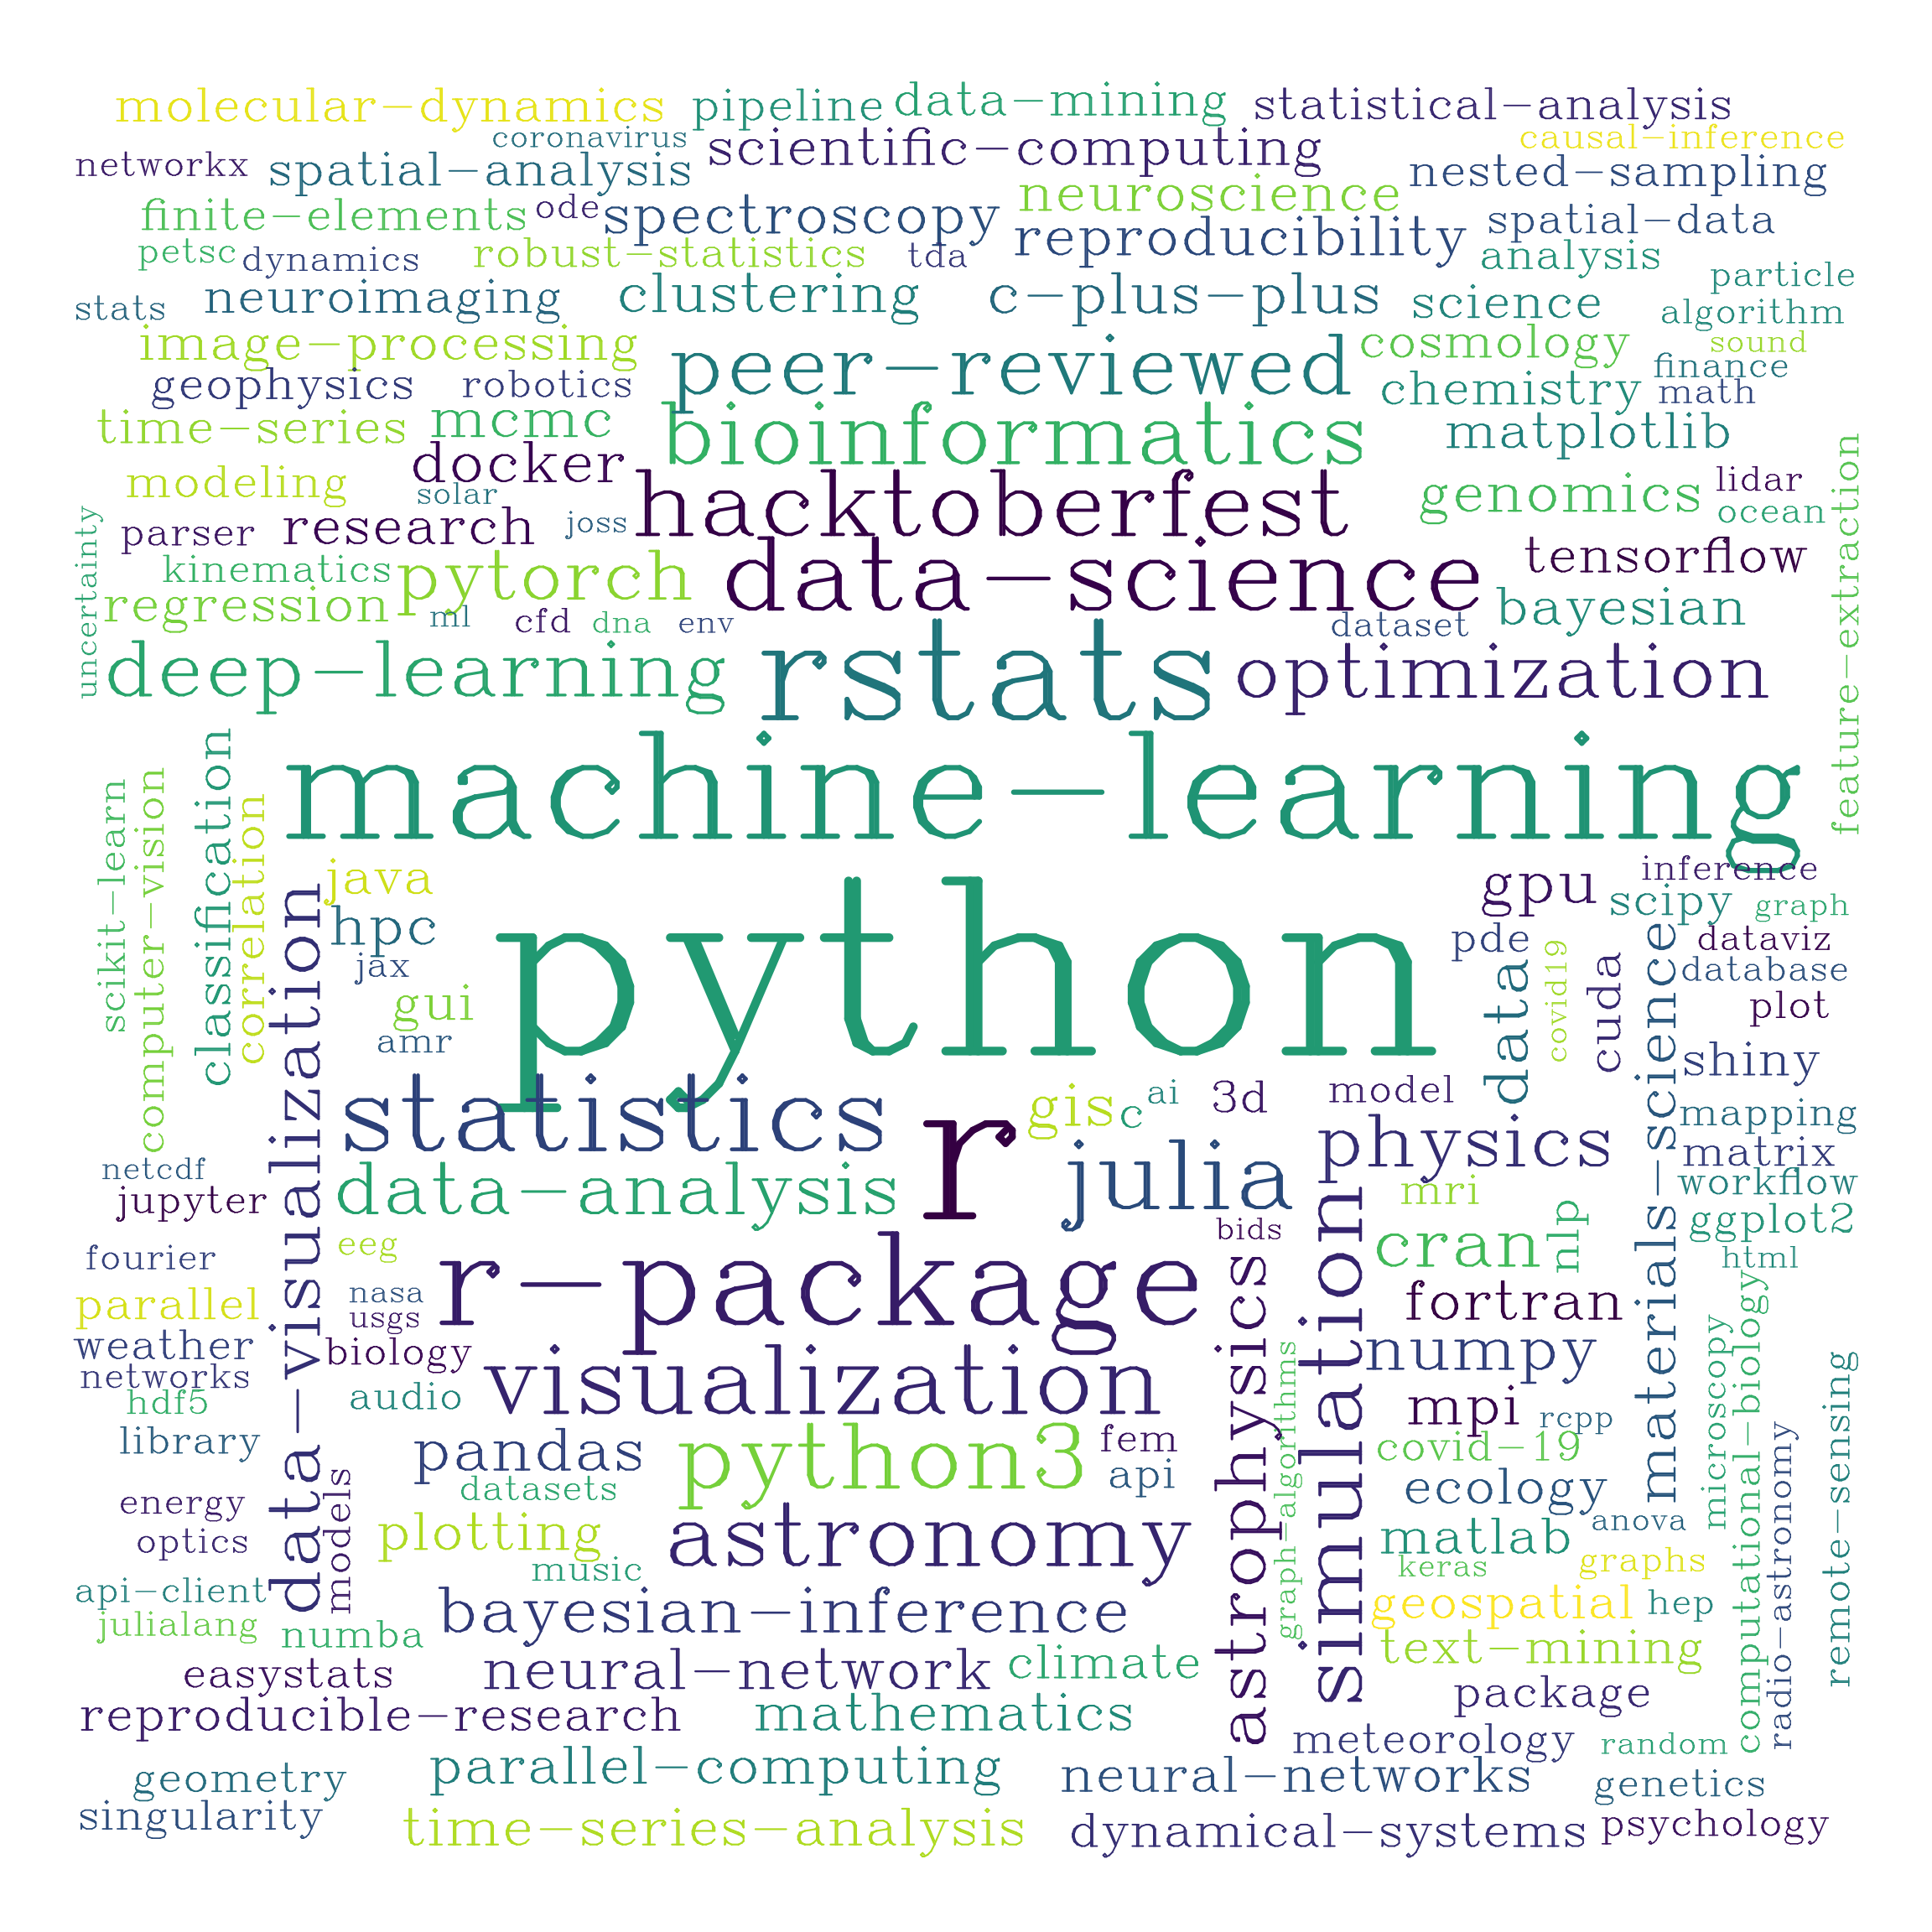 molecular-dynamics
pipeline
data-mining
statistical-analysis
coronavirus
scientific-computing
causal-inference
networkx
spatial-analysis
neuroscience
nested-sampling
finite-elements
ode
spectroscopy
reproducibility
spatial-data
petsc
dynamics
robust-statistics
tda
analysis
particle
stats
neuroimaging
clustering
c-plus-plus
science
algorithm
image-processing
peer-reviewed
cosmology
sound
geophysics
robotics
chemistry
finance
math
time-series
mcmc
bioinformatics
matplotlib
docker
modeling
solar
hacktoberfest
genomics
lidar
ocean
feature-extraction
uncertainty
parser
research
joss
data-science
tensorflow
kinematics
pytorch
regression
ml
cfd
dna
env
dataset
bayesian
deep-learning
rstats
optimization
machine-learning
scikit-learn
computer-vision
classification
correlation
data-visualization
java
hpc
jax
gui
amr
python
gpu
inference
scipy
graph
pde
dataviz
database
plot
data
covid19
cuda
materials-science
shiny
statistics
r
gis
c
ai
3d
model
mapping
physics
matrix
netcdf
jupyter
data-analysis
julia
mri
workflow
ggplot2
bids
simulation
cran
nlp
html
fourier
eeg
r-package
astrophysics
parallel
nasa
usgs
fortran
weather
biology
visualization
numpy
networks
hdf5
audio
graph-algorithms
mpi
rcpp
microscopy
computational-biology
radio-astronomy
remote-sensing
library
pandas
python3
fem
api
covid-19
datasets
ecology
energy
models
optics
plotting
astronomy
matlab
anova
music
keras
graphs
api-client
julialang
numba
bayesian-inference
geospatial
hep
text-mining
easystats
neural-network
climate
package
reproducible-research
mathematics
meteorology
random
geometry
parallel-computing
neural-networks
genetics
singularity
time-series-analysis
dynamical-systems
psychology